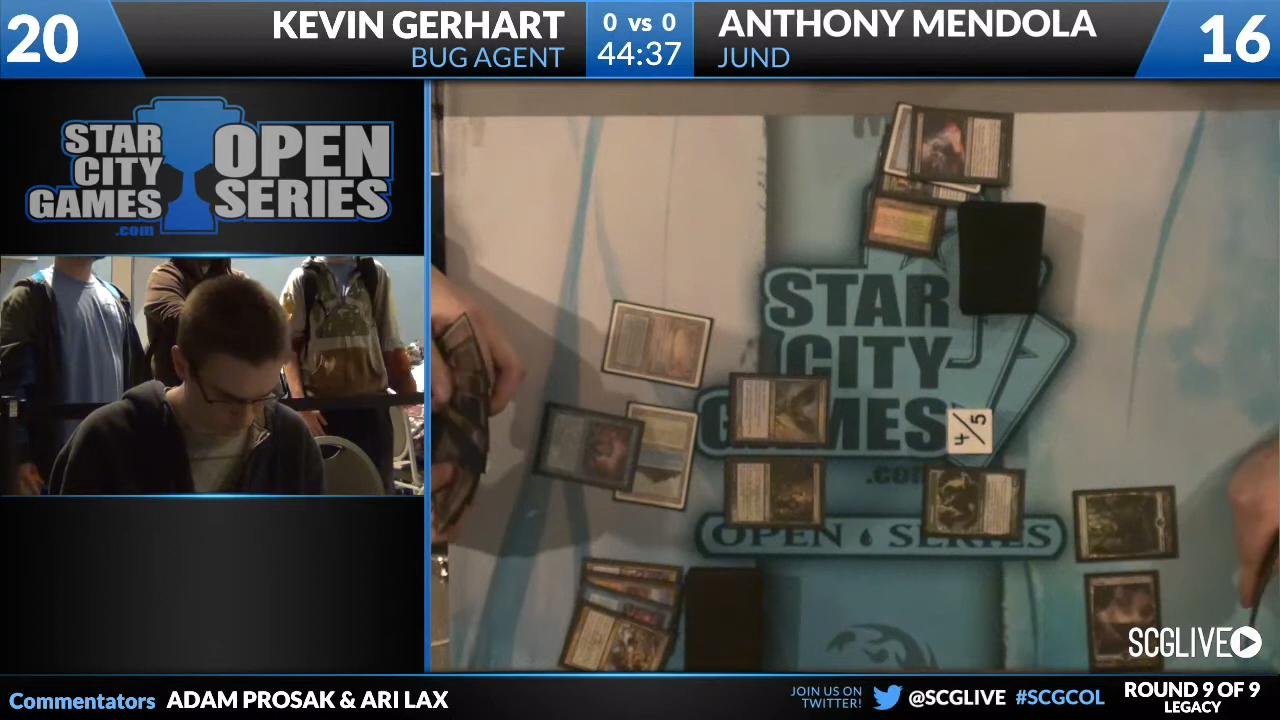 20
KEVIN GERHART
BUG AGENT
0 vs 0
44:37
ANTHONY MENDOLA
JUND
16
STAR
CITY
GAMES
.com
OPEN
SERIES
STAR
CITY
GAMES
.com
OPEN SERIES
4/5
SCGLIVE
Commentators ADAM PROSAK & ARI LAX
JOIN US ON
TWITTER!
@SCGLIVE #SCGCOL
ROUND 9 OF 9
LEGACY